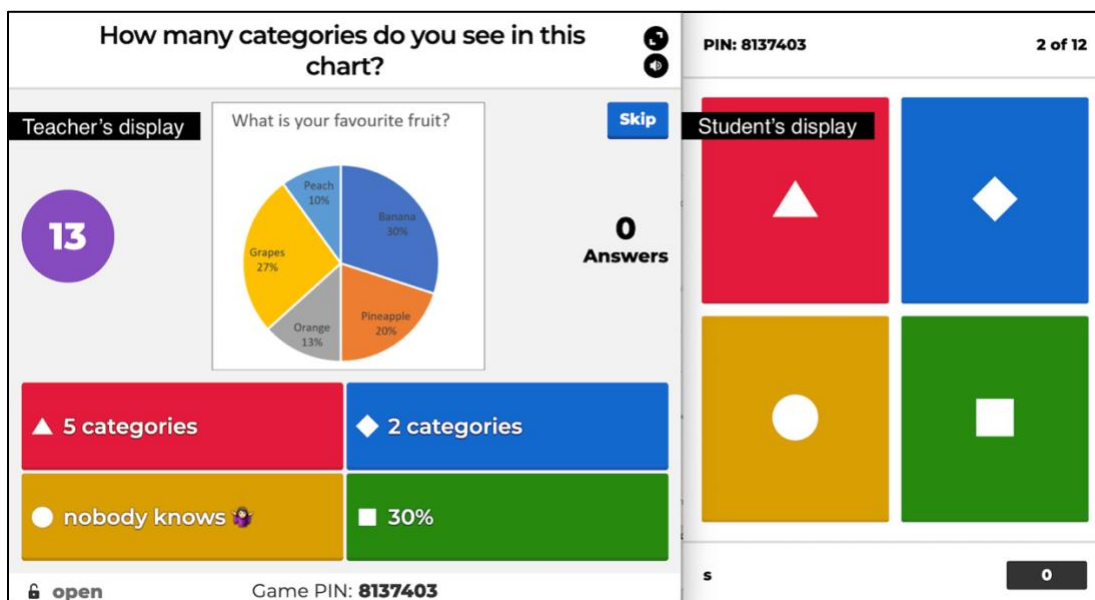 How many categories do you see in this
chart?
Teacher's display
What is your favourite fruit?
Skip
13
Peach
10%
Banana
30%
Grapes
27%
Pineapple
20%
Orange
13%
0
Answers
5 categories
2 categories
nobody knows 🤷🏻‍♀️
30%
open
Game PIN: 8137403
PIN: 8137403
2 of 12
Student's display
s
0